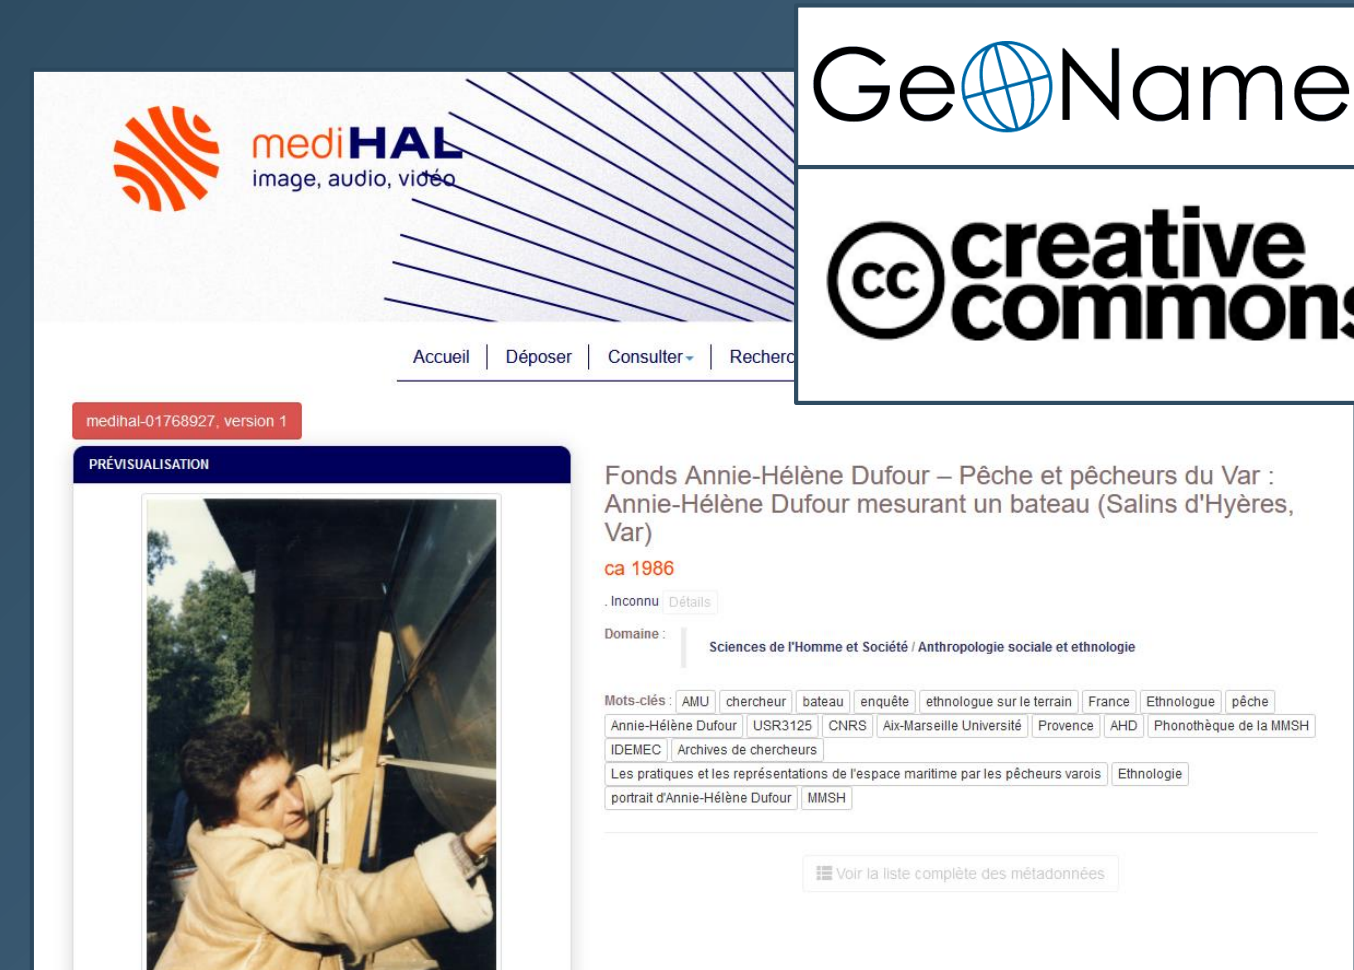 GeoName
creative
commons
mediHAL
image, audio, vidéo
Accueil
Déposer
Consulter
Recherc
medihal-01768927, version 1
PRÉVISUALISATION
Fonds Annie-Hélène Dufour – Pêche et pêcheurs du Var :
Annie-Hélène Dufour mesurant un bateau (Salins d'Hyères,
Var)
ca 1986
. Inconnu Détails
Domaine :
Sciences de l'Homme et Société / Anthropologie sociale et ethnologie
Mots-clés : AMU chercheur bateau enquête ethnologue sur le terrain France Ethnologue pêche
Annie-Hélène Dufour USR3125 CNRS Aix-Marseille Université Provence AHD Phonothèque de la MMSH
IDEMEC Archives de chercheurs
Les pratiques et les représentations de l'espace maritime par les pêcheurs varois Ethnologie
portrait d'Annie-Hélène Dufour MMSH
Voir la liste complète des métadonnées